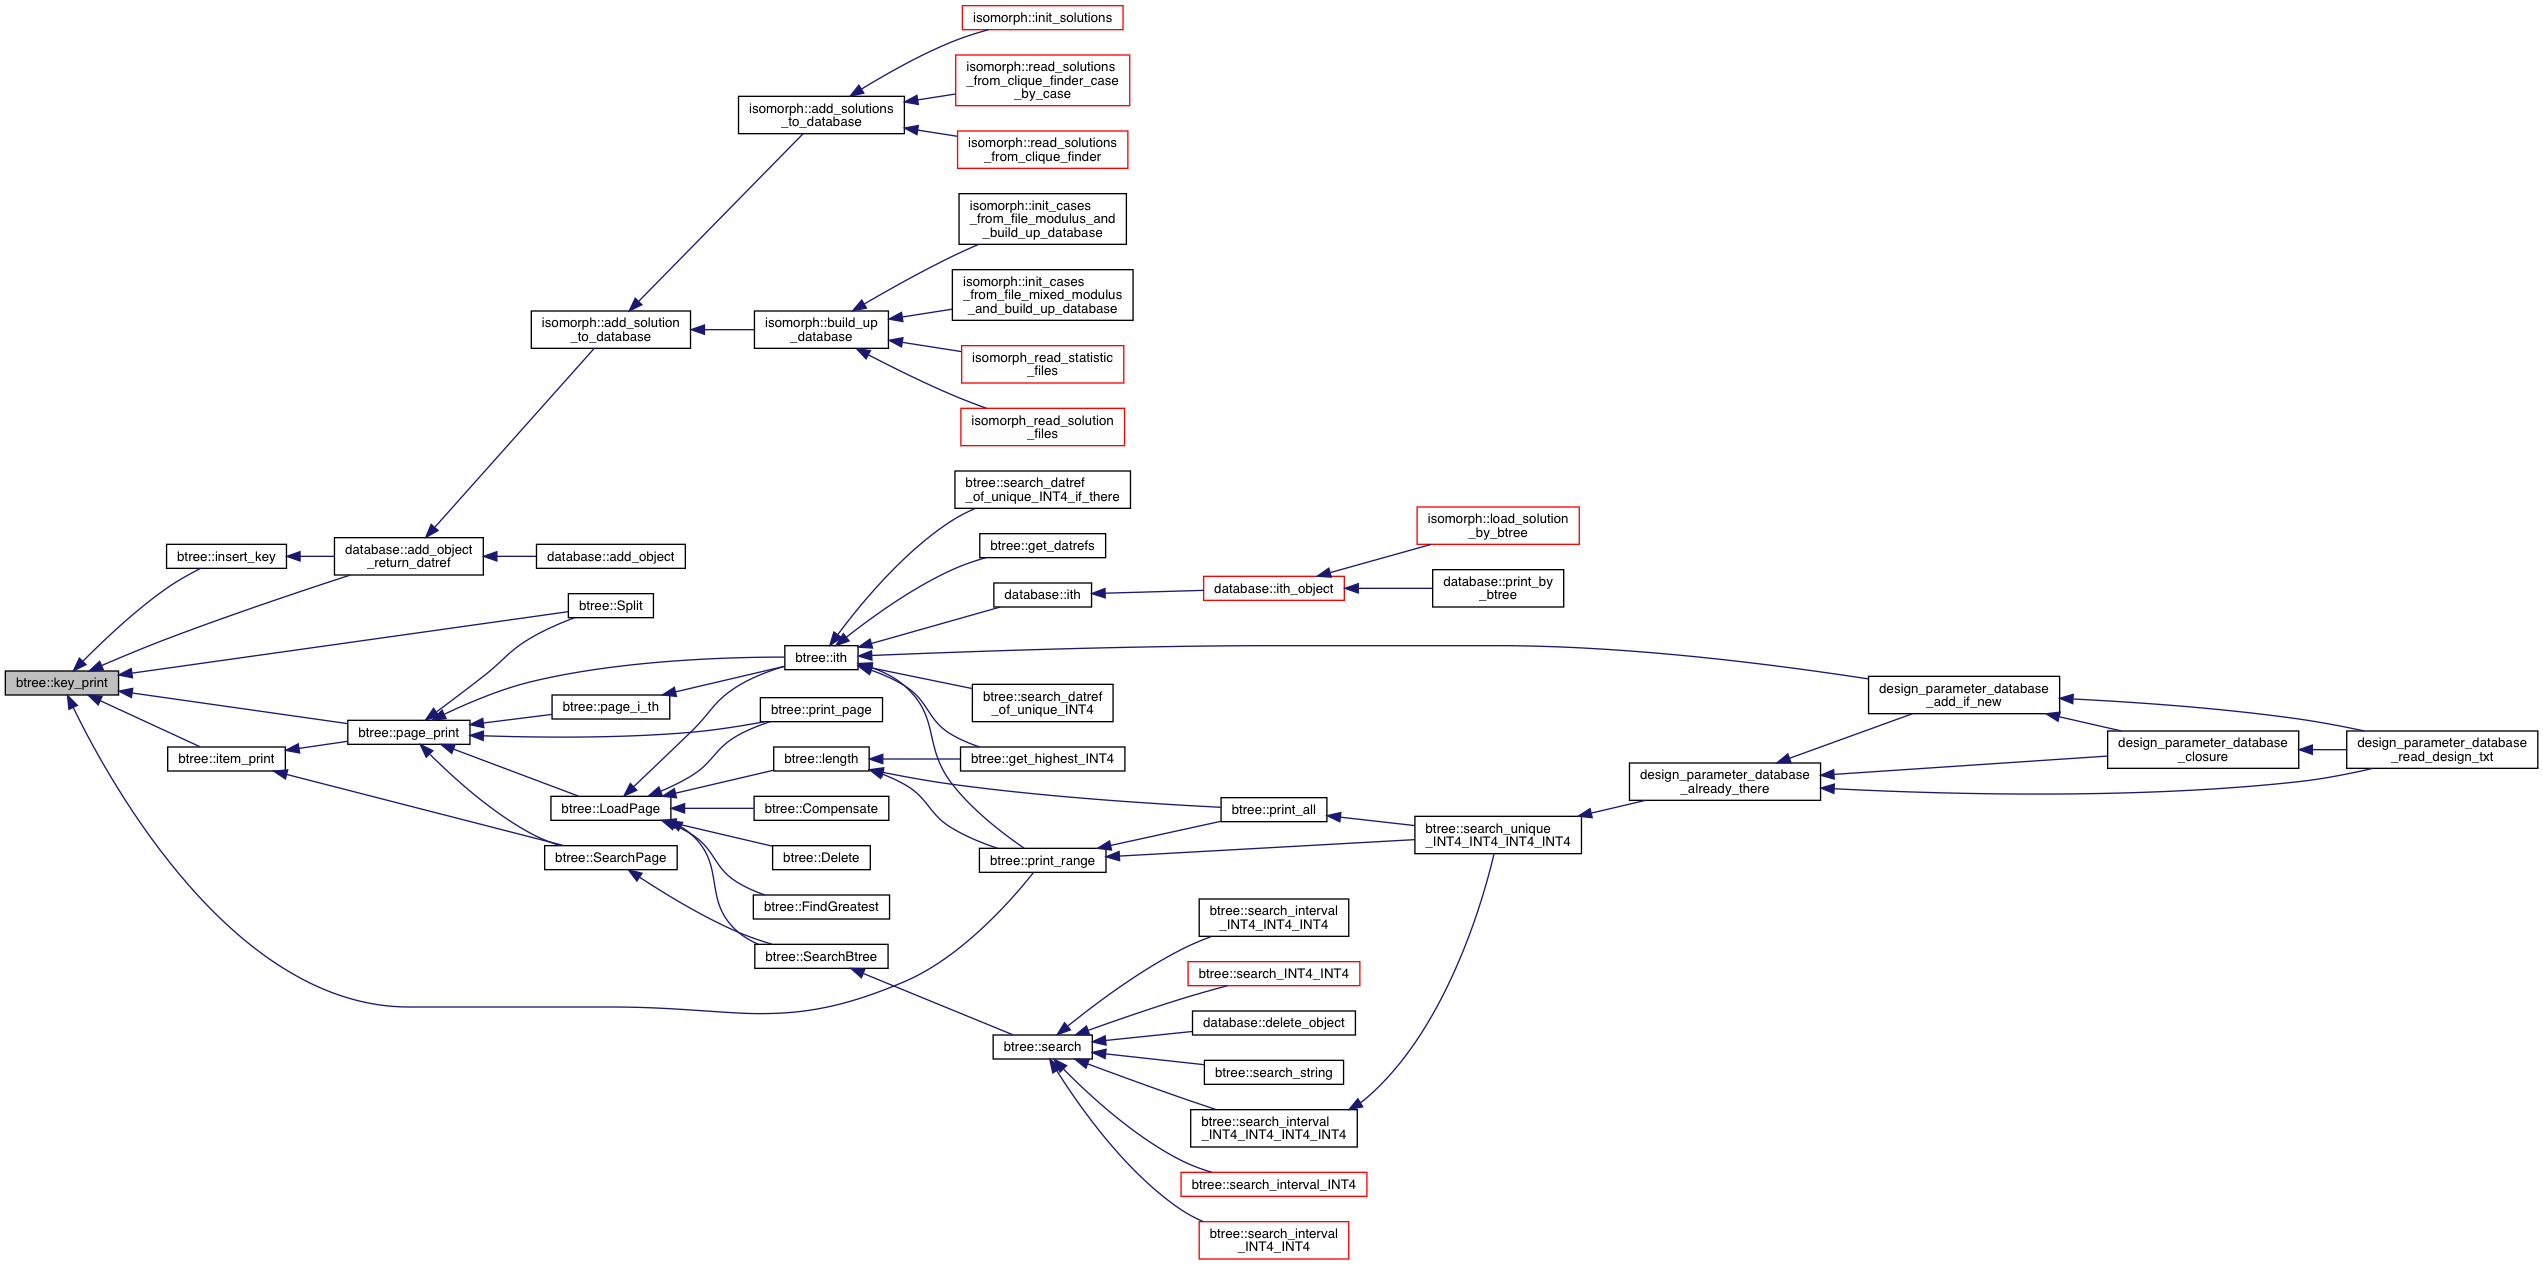 isomorph::init_solutions
isomorph::read_solutions
_from_clique_finder_case
_by_case
isomorph::add_solutions
_to_database
isomorph::read_solutions
_from_clique_finder
isomorph::init_cases
_from_file_modulus_and
_build_up_database
isomorph::init_cases
_from_file_mixed_modulus
_and_build_up_database
isomorph::add_solution
_to_database
isomorph::build_up
_database
isomorph_read_statistic
_files
isomorph_read_solution
_files
btree::search_datref
_of_unique_INT4_if_there
isomorph::load_solution
_by_btree
btree::insert_key
database::add_object
_return_datref
database::add_object
btree::get_datrefs
database::ith
database::ith_object
database::print_by
_btree
btree::Split
btree::ith
btree::key_print
btree::search_datref
_of_unique_INT4
design_parameter_database
_add_if_new
btree::page_i_th
btree::print_page
btree::page_print
btree::item_print
btree::length
btree::get_highest_INT4
design_parameter_database
_closure
design_parameter_database
_read_design_txt
design_parameter_database
_already_there
btree::LoadPage
btree::Compensate
btree::print_all
btree::search_unique
_INT4_INT4_INT4_INT4
btree::SearchPage
btree::Delete
btree::print_range
btree::FindGreatest
btree::search_interval
_INT4_INT4_INT4
btree::SearchBtree
btree::search_INT4_INT4
database::delete_object
btree::search
btree::search_string
btree::search_interval
_INT4_INT4_INT4_INT4
btree::search_interval_INT4
btree::search_interval
_INT4_INT4